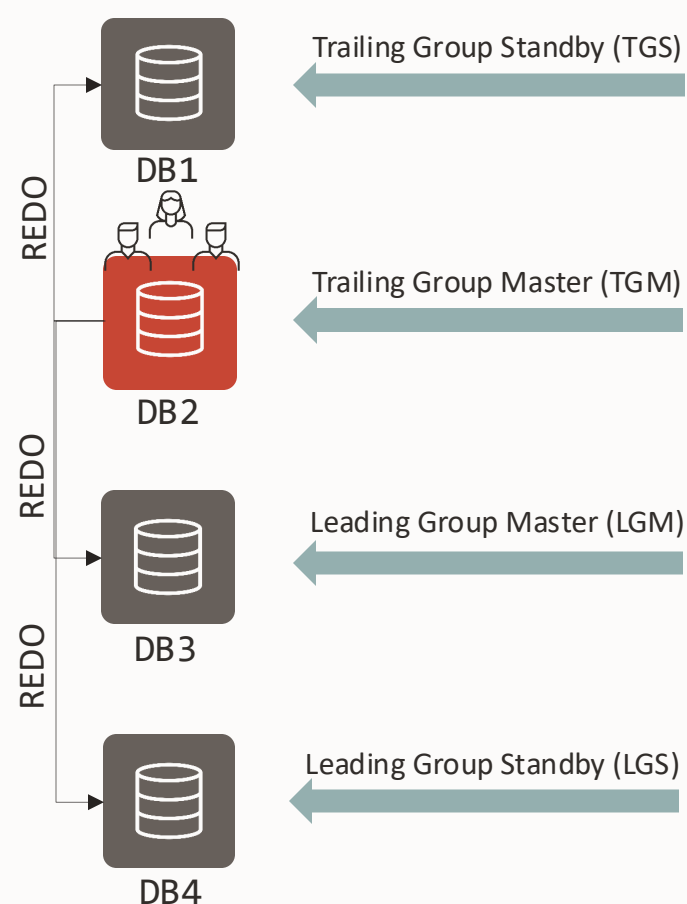 Trailing Group Standby (TGS)
DB1
REDO
Trailing Group Master (TGM)
DB2
REDO
Leading Group Master (LGM)
DB3
REDO
Leading Group Standby (LGS)
DB4